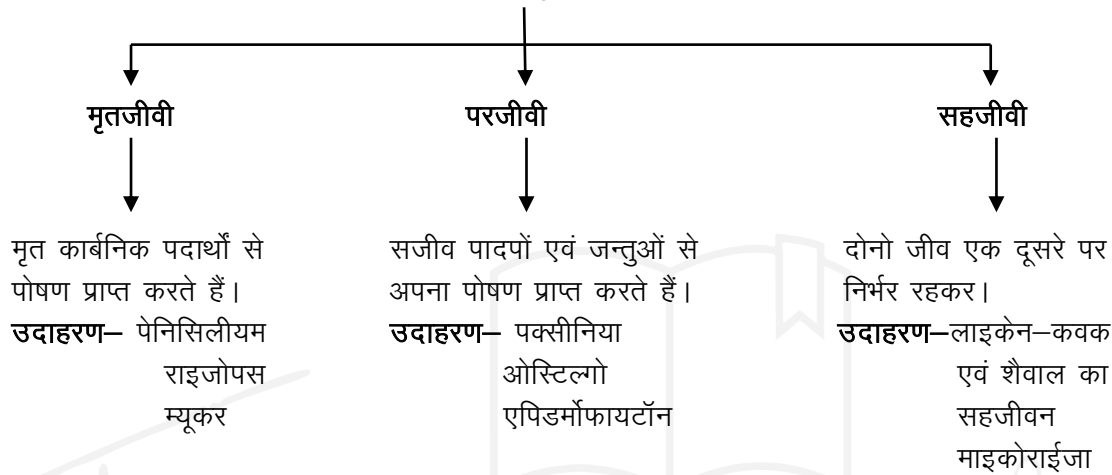 मृतजीवी
परजीवी
सहजीवी
मृत कार्बनिक पदार्थों से
पोषण प्राप्त करते हैं।
उदाहरण– पेनिसिलीयम
राइजोपस
म्यूकर
सजीव पादपों एवं जन्तुओं से
अपना पोषण प्राप्त करते हैं।
उदाहरण– पक्सीनिया
ओस्टिल्गो
एपिडर्मोफायटॉन
दोनो जीव एक दूसरे पर
निर्भर रहकर।
उदाहरण–लाइकेन–कवक
एवं शैवाल का
सहजीवन
माइकोराईजा